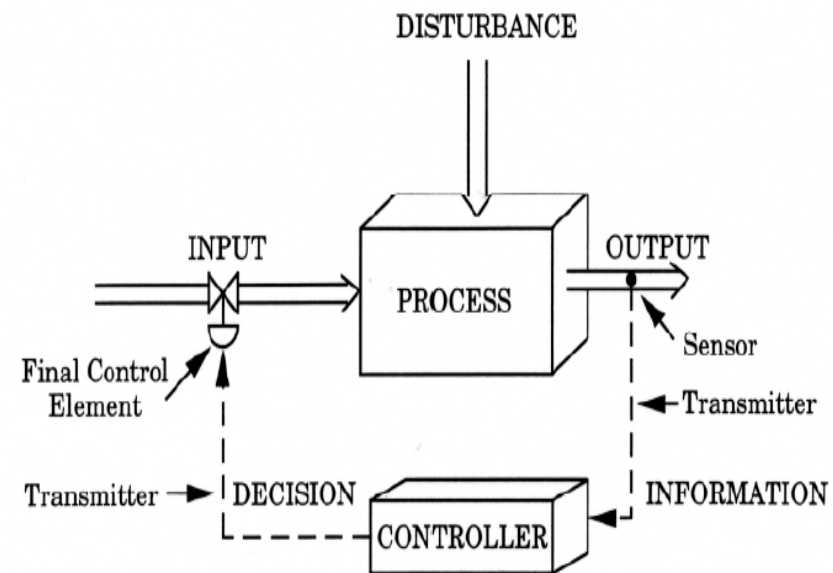 DISTURBANCE
INPUT
OUTPUT
PROCESS
Sensor
Final Control
Element
Transmitter
Transmitter
DECISION
INFORMATION
CONTROLLER